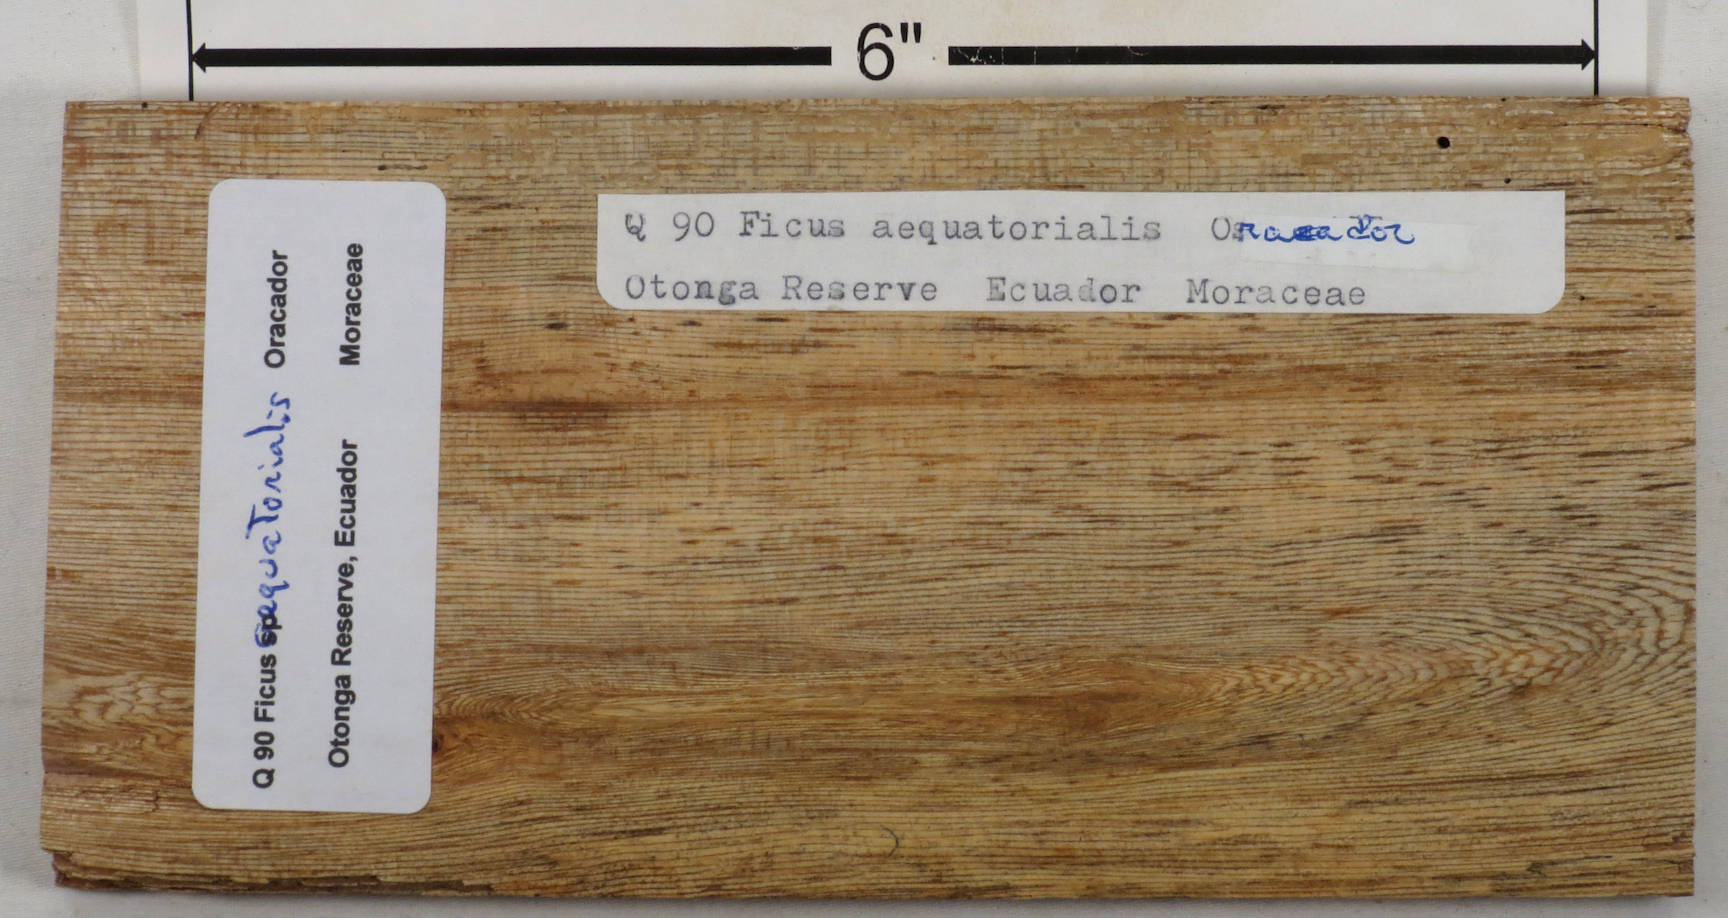 6"
Q 90 Ficus aequatorialis Oracador
Otonga Reserve Ecuador Moraceae
Q 90 Ficus aequatorialis Oracador
Otonga Reserve, Ecuador Moraceae